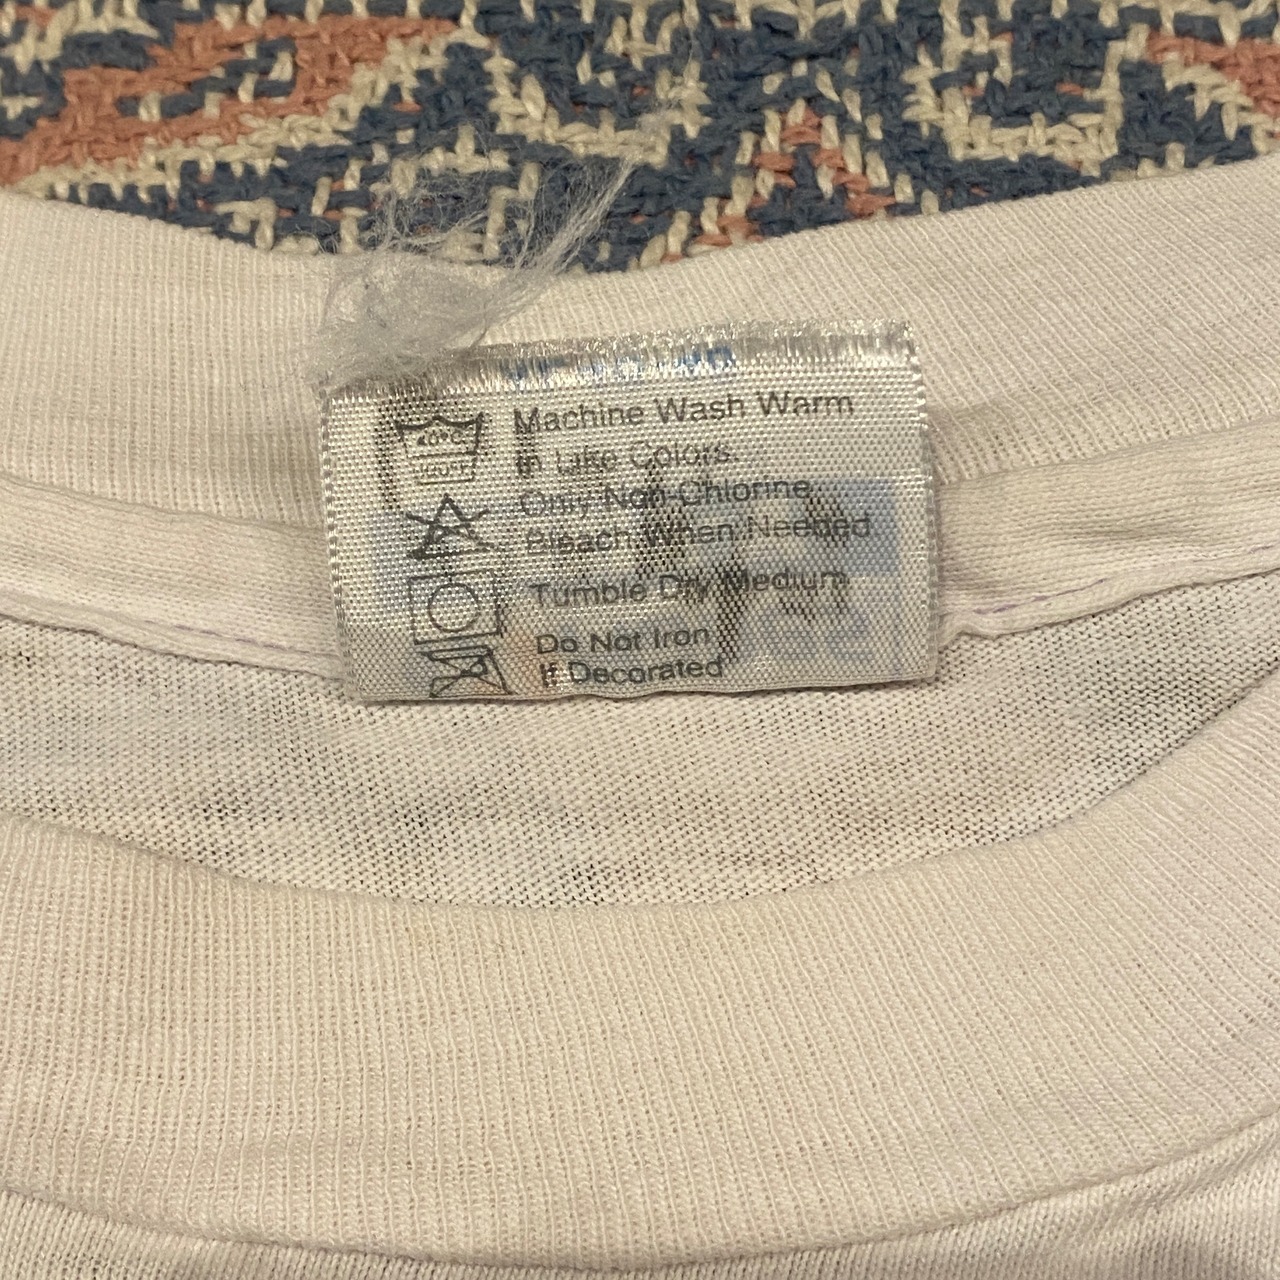 40°C
Machine Wash Warm
In Like Colors.
Only Non-Chlorine
Bleach When Needed
Tumble Dry Medium
Do Not Iron
If Decorated